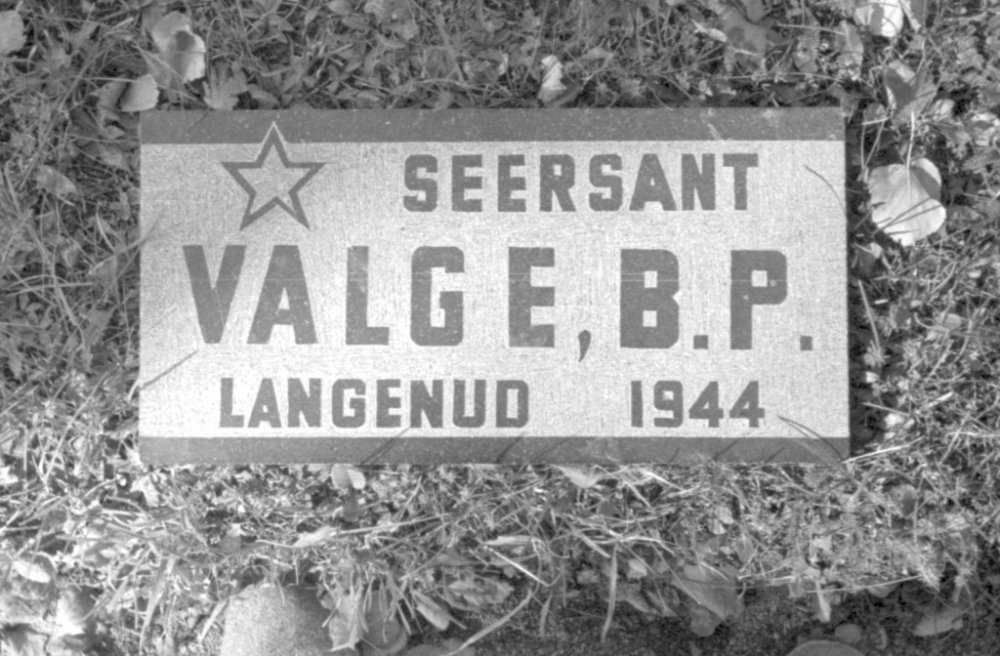 SEERSANT
VALGE, B.P.
LANGENUD 1944